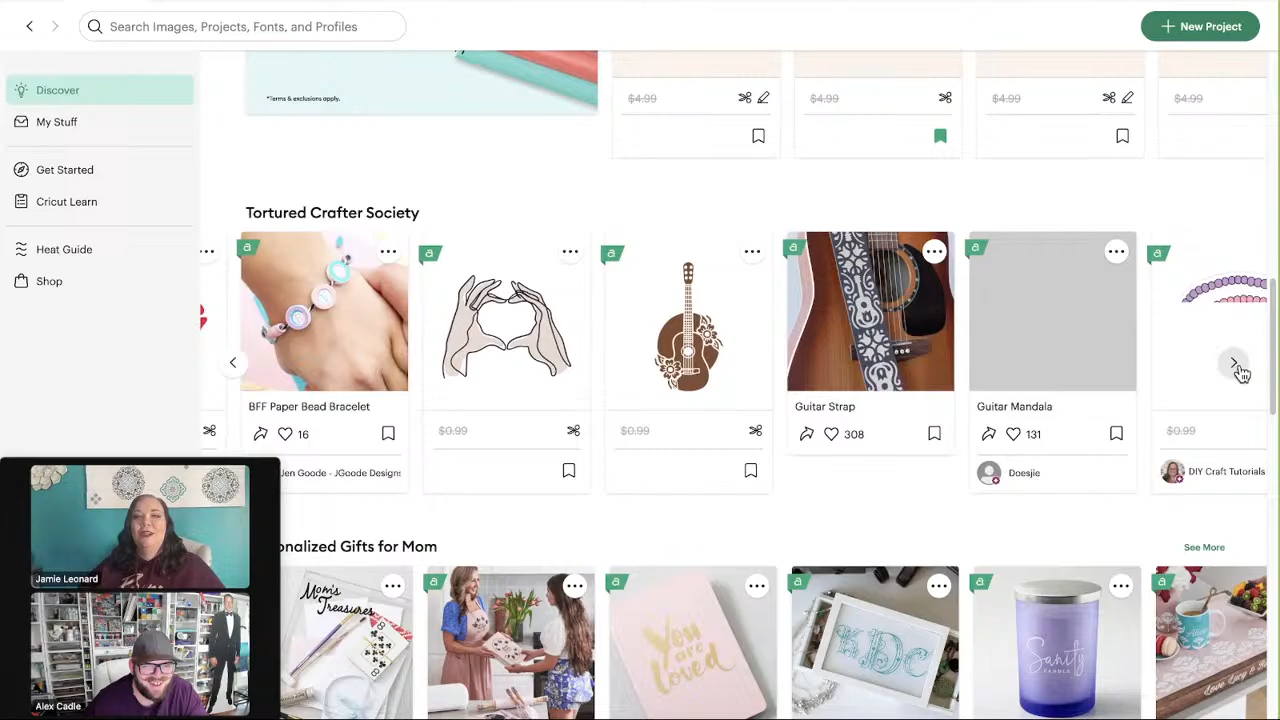 Search Images, Projects, Fonts, and Profiles
New Project
Discover
My Stuff
Get Started
Cricut Learn
Heat Guide
Shop
*Terms & exclusions apply.
$4.99
$4.99
$4.99
$4.99
Tortured Crafter Society
a
a
a
a
a
a
BFF Paper Bead Bracelet
Guitar Strap
Guitar Mandala
16
$0.99
$0.99
308
131
$0.99
Jen Goode - JGoode Designs
Doesjie
DIY Craft Tutorials
onalized Gifts for Mom
See More
a
a
a
a
a
Mom's
Treasures
You
are
loved
KDC
Sanity
Jamie Leonard
Alex Cadle